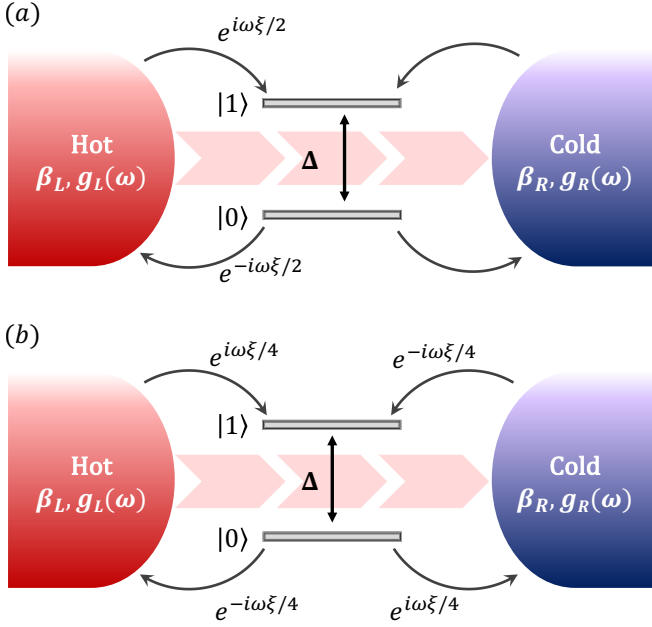 (a)
e^{iωξ/2}
|1⟩
Hot
β_L, g_L(ω)
Δ
Cold
β_R, g_R(ω)
|0⟩
e^{-iωξ/2}
(b)
e^{iωξ/4}
e^{-iωξ/4}
|1⟩
Hot
β_L, g_L(ω)
Δ
Cold
β_R, g_R(ω)
|0⟩
e^{-iωξ/4}
e^{iωξ/4}